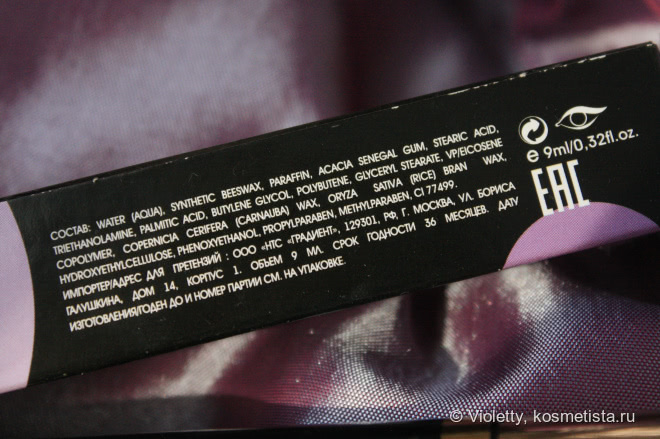 СОСТАВ: WATER (AQUA), SYNTHETIC BEESWAX, PARAFFIN, ACACIA SENEGAL GUM, STEARIC ACID,
TRIETHANOLAMINE, PALMITIC ACID, BUTYLENE GLYCOL, POLYBUTENE, GLYCERYL STEARATE, VP/EICOSENE
COPOLYMER, COPERNICIA CERIFERA (CARNAUBA) WAX, ORYZA SATIVA (RICE) BRAN WAX,
HYDROXYETHYLCELLULOSE, PHENOXYETHANOL, PROPYLPARABEN, METHYLPARABEN, CI 77499.
ИМПОРТЕР/АДРЕС ДЛЯ ПРЕТЕНЗИЙ : ООО «НТС «ГРАДИЕНТ», 129301, РФ, Г. МОСКВА, УЛ. БОРИСА
ГАЛУШКИНА, ДОМ 14, КОРПУС 1. ОБЪЕМ 9 МЛ. СРОК ГОДНОСТИ 36 МЕСЯЦЕВ. ДАТУ
ИЗГОТОВЛЕНИЯ/ГОДЕН ДО И НОМЕР ПАРТИИ СМ. НА УПАКОВКЕ.
℮ 9ml/0,32fl.oz.
EAC
© Violetty, kosmetista.ru